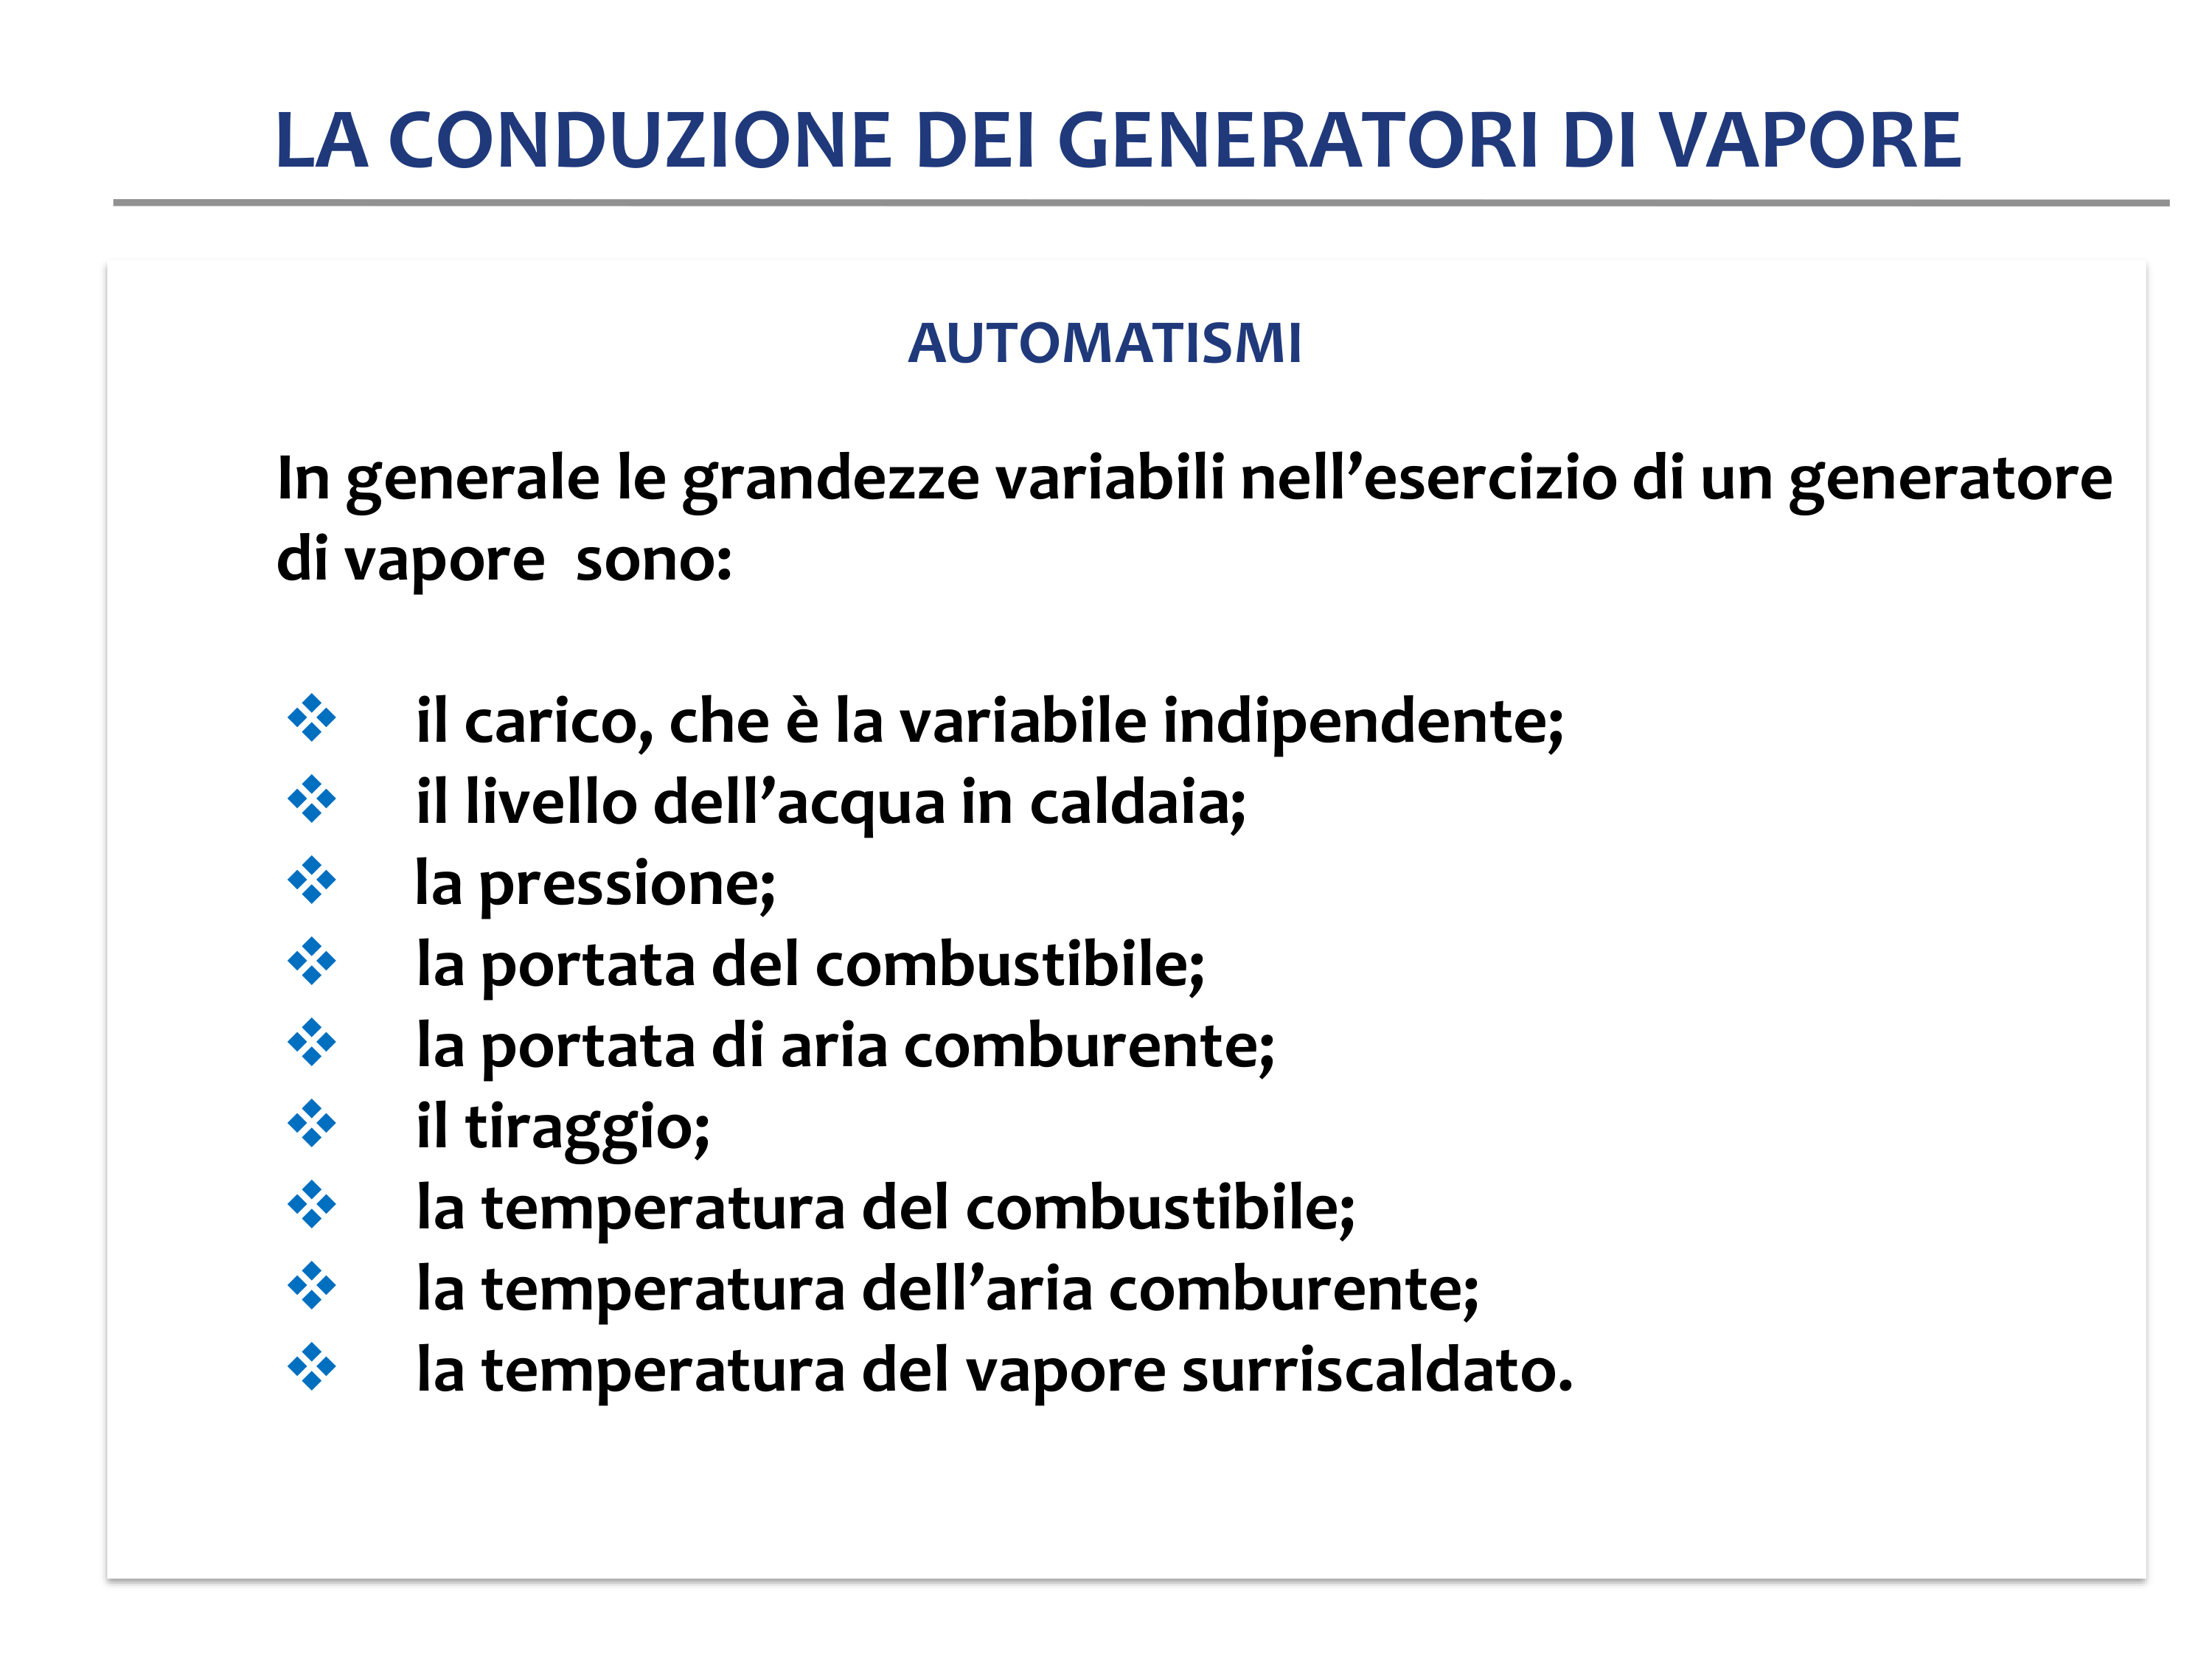 LA CONDUZIONE DEI GENERATORI DI VAPORE
AUTOMATISMI
In generale le grandezze variabili nell’esercizio di un generatore
di vapore  sono:
❖ il carico, che è la variabile indipendente;
❖ il livello dell’acqua in caldaia;
❖ la pressione;
❖ la portata del combustibile;
❖ la portata di aria comburente;
❖ il tiraggio;
❖ la temperatura del combustibile;
❖ la temperatura dell’aria comburente;
❖ la temperatura del vapore surriscaldato.